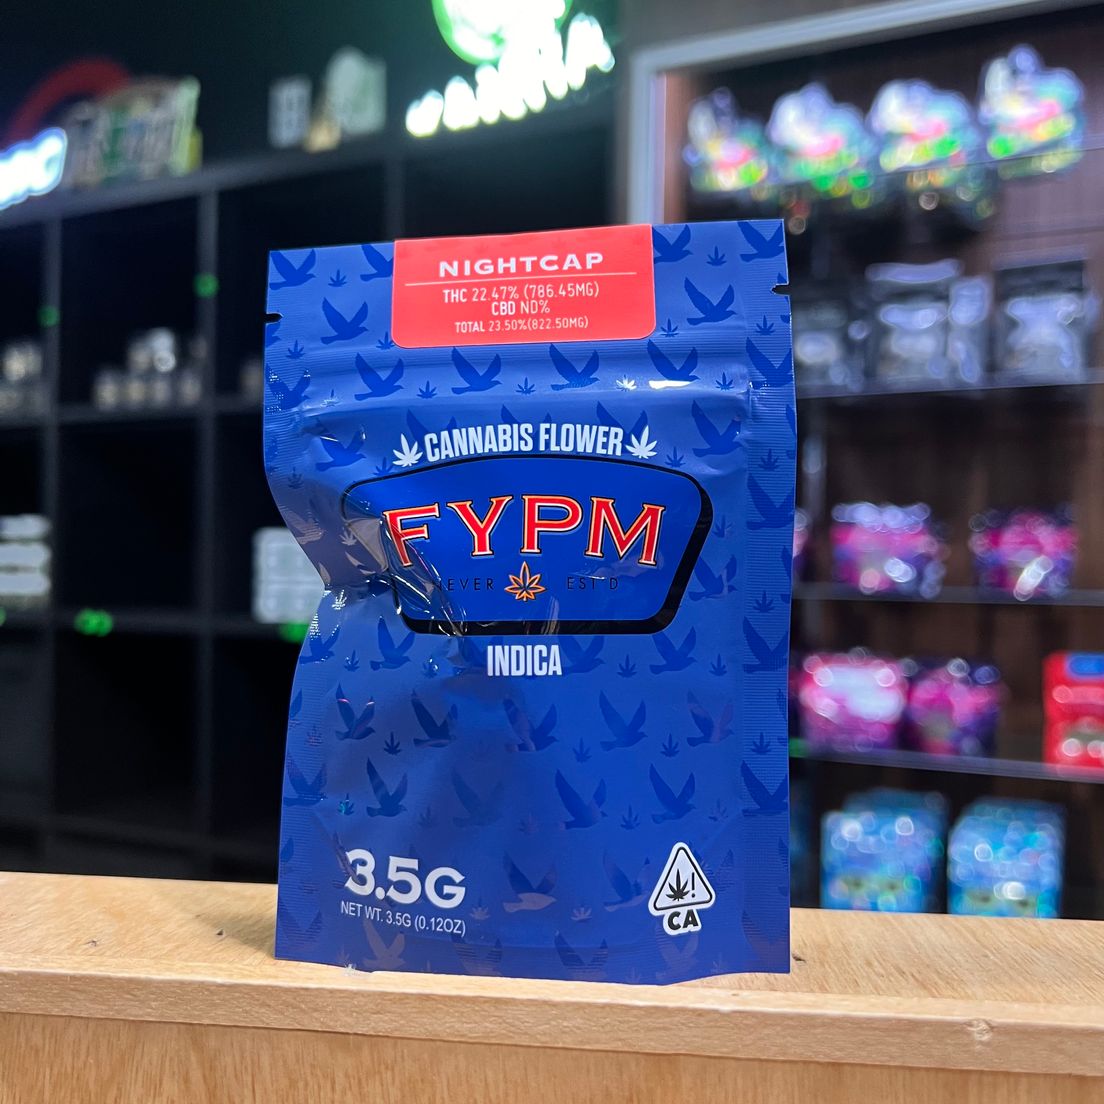 NIGHTCAP
THC 22.47% (786.45MG)
CBD ND%
TOTAL 23.50%(822.50MG)
CANNABIS FLOWER
FYPM
NEVER EST'D
INDICA
3.5G
NET WT. 3.5G (0.12OZ)
!
CA